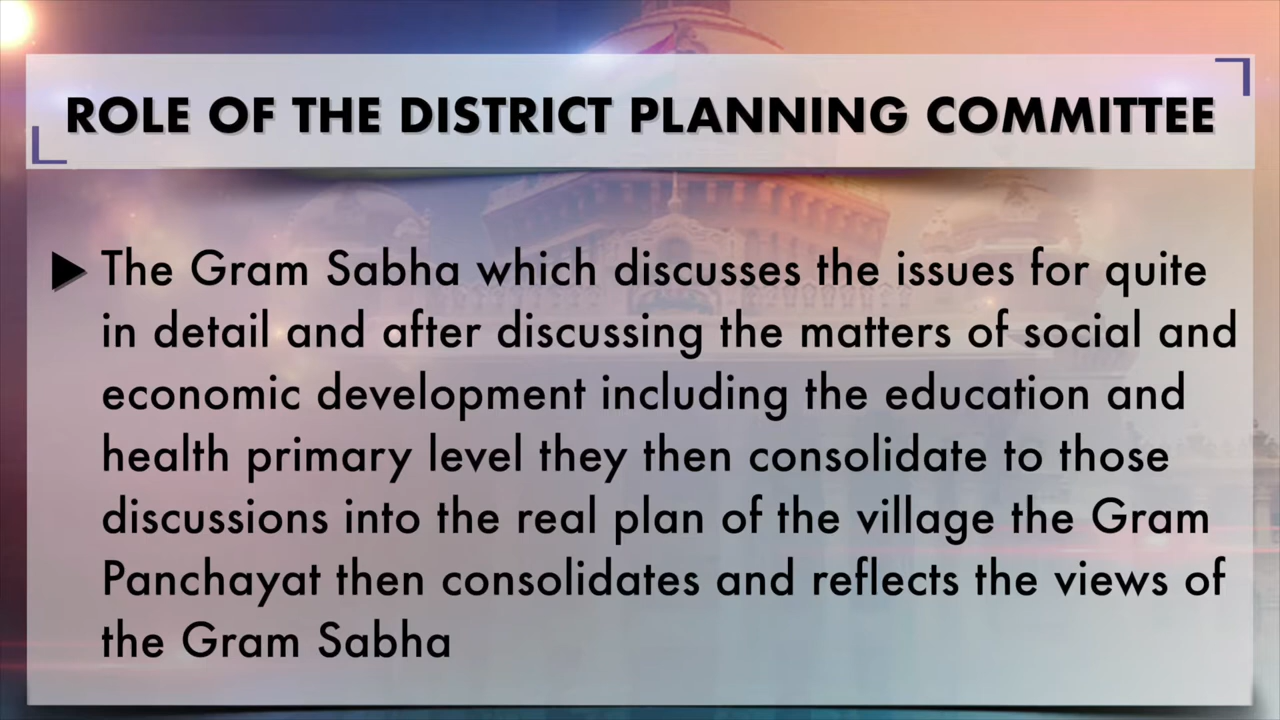 ROLE OF THE DISTRICT PLANNING COMMITTEE
The Gram Sabha which discusses the issues for quite
in detail and after discussing the matters of social and
economic development including the education and
health primary level they then consolidate to those
discussions into the real plan of the village the Gram
Panchayat then consolidates and reflects the views of
the Gram Sabha